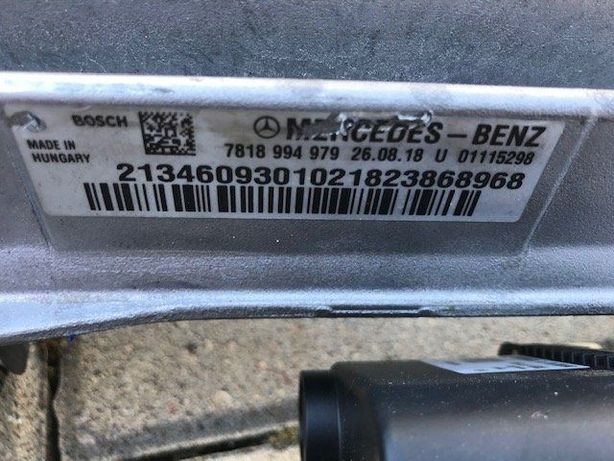 BOSCH
MERCEDES-BENZ
MADE IN
HUNGARY
7818 994 979 26.08.18 U 01115298
2134609301021823868968